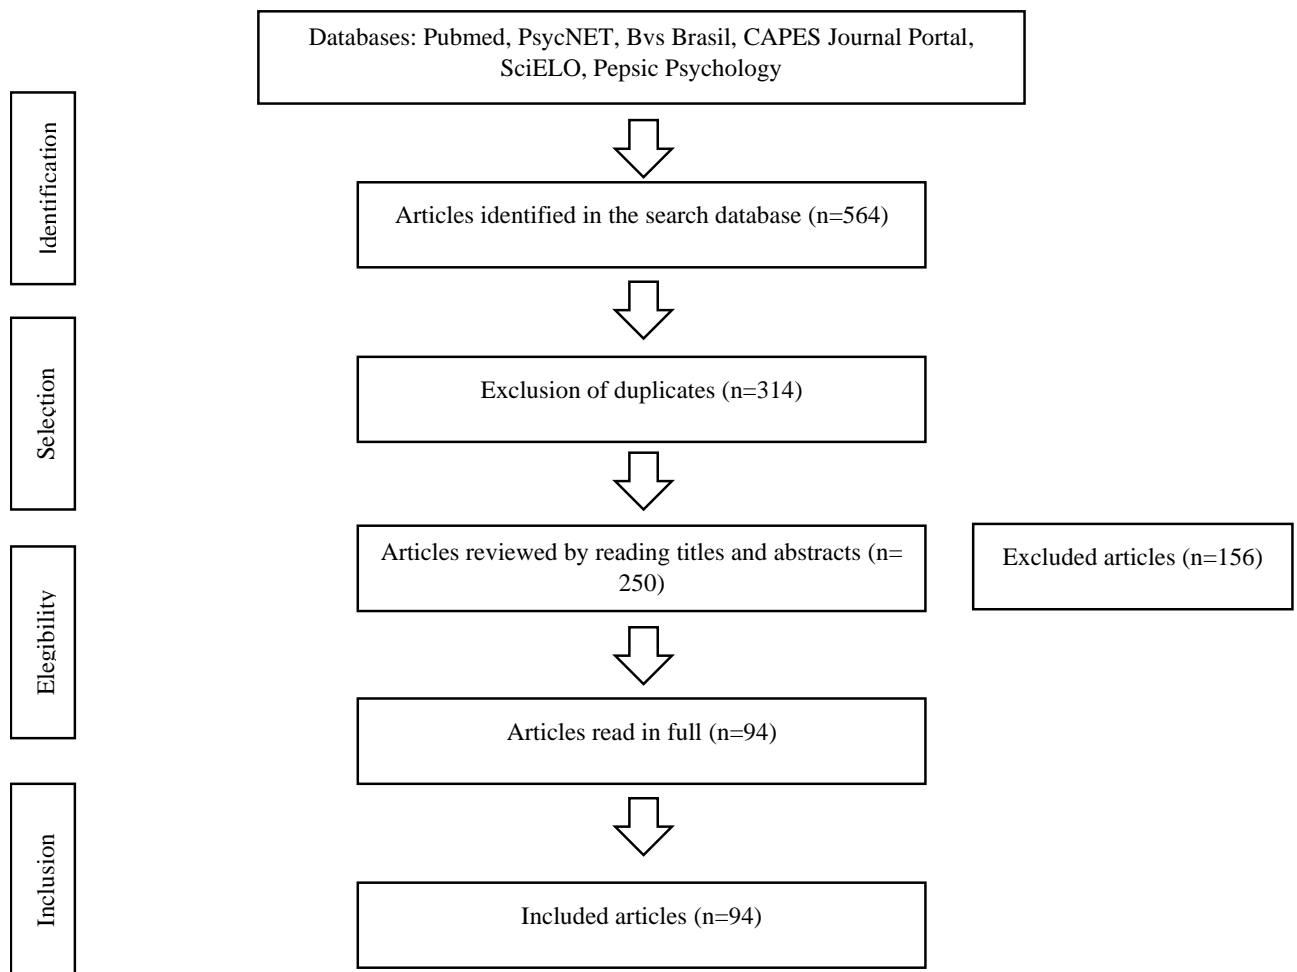 Databases: Pubmed, PsycNET, Bvs Brasil, CAPES Journal Portal,
SciELO, Pepsic Psychology
Identification
Articles identified in the search database (n=564)
Selection
Exclusion of duplicates (n=314)
Articles reviewed by reading titles and abstracts (n=
250)
Excluded articles (n=156)
Elegibility
Articles read in full (n=94)
Inclusion
Included articles (n=94)